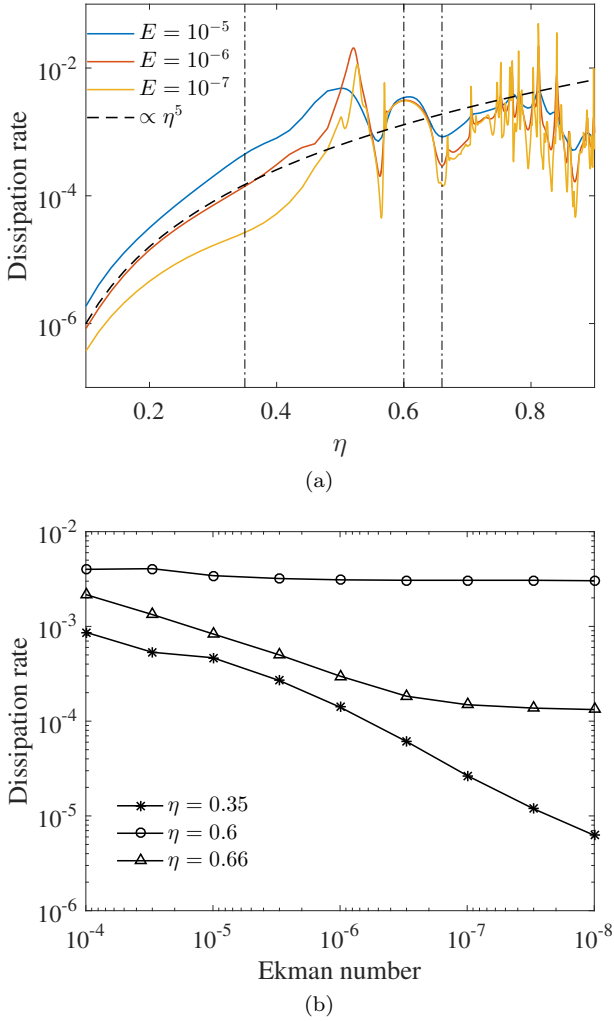 10^{-2}
10^{-4}
10^{-6}
Dissipation rate
E = 10^{-5}
E = 10^{-6}
E = 10^{-7}
∝ η^5
0.2 0.4 0.6 0.8
η
(a)
10^{-2}
10^{-3}
10^{-4}
10^{-5}
10^{-6}
Dissipation rate
η = 0.35
η = 0.6
η = 0.66
10^{-4} 10^{-5} 10^{-6} 10^{-7} 10^{-8}
Ekman number
(b)